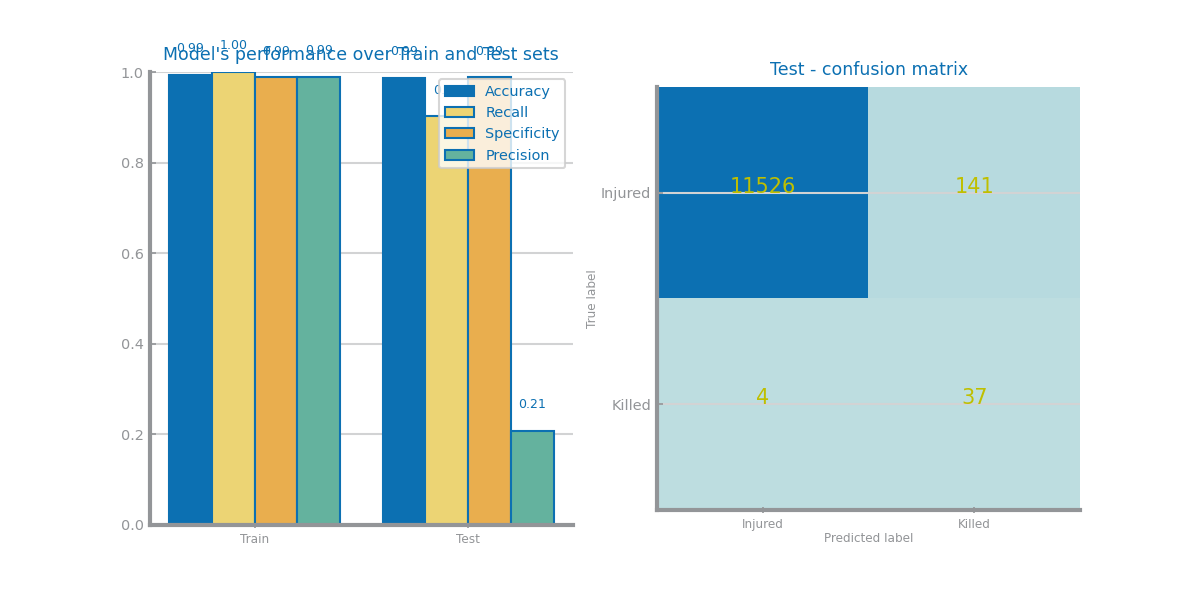 Model's performance over Train and Test sets
0.99
1.00
0.99
0.99
0.99
0.99
0.21
1.0
0.8
0.6
0.4
0.2
0.0
Train
Test
Accuracy
Recall
Specificity
Precision
Test - confusion matrix
True label
Injured
11526
141
Killed
4
37
Injured
Killed
Predicted label